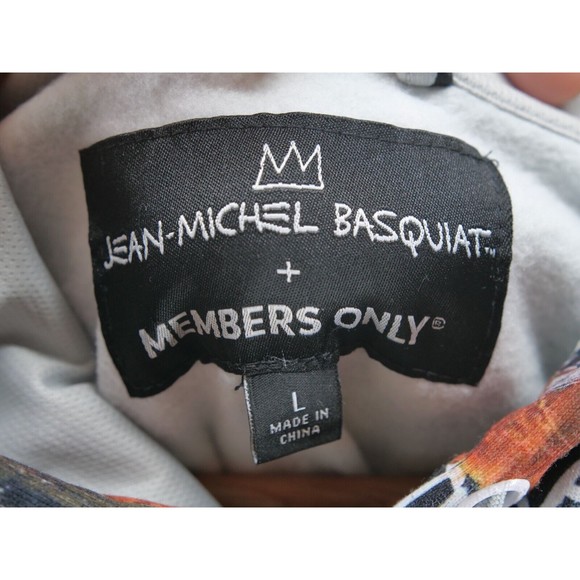 JEAN-MICHEL BASQUIAT™
+
MEMBERS ONLY®
L
MADE IN
CHINA